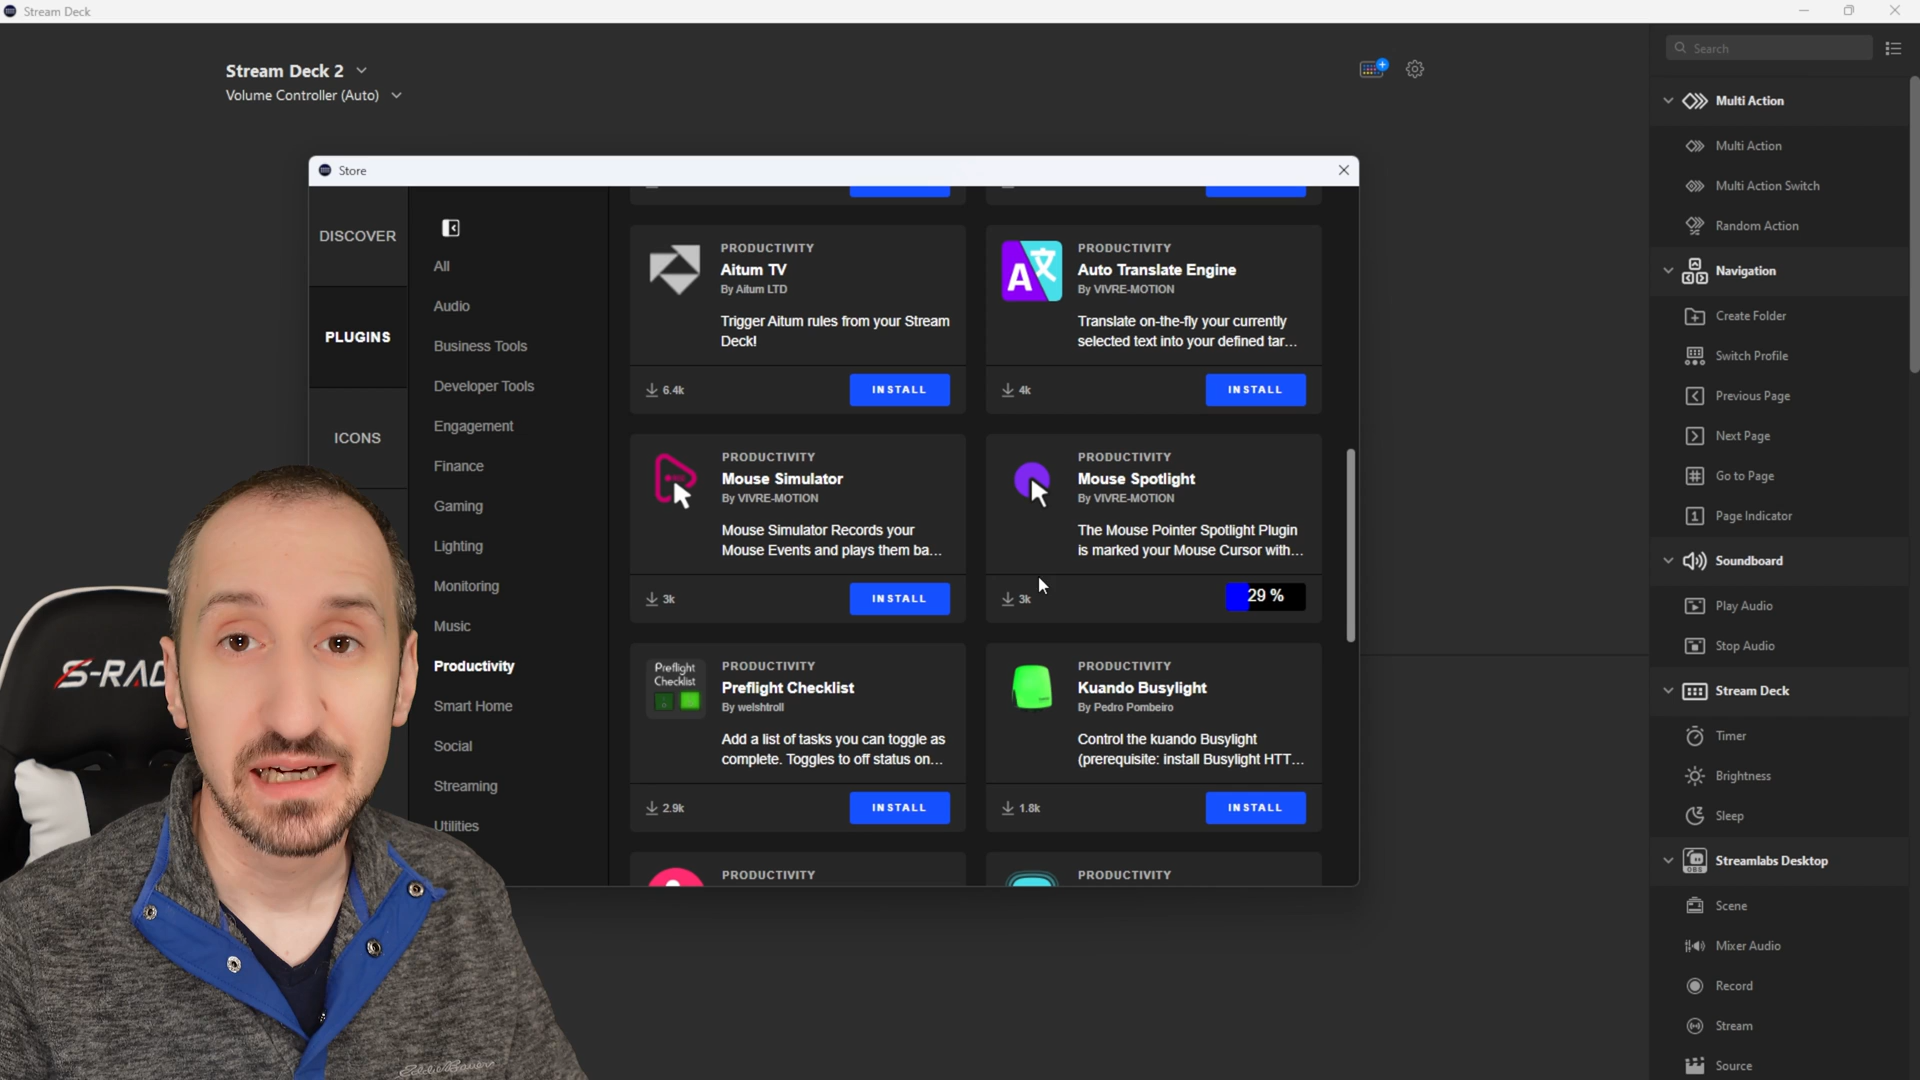 Stream Deck
Stream Deck 2
Volume Controller (Auto)
Search
Store
DISCOVER
PLUGINS
ICONS
All
Audio
Business Tools
Developer Tools
Engagement
Finance
Gaming
Lighting
Monitoring
Music
Productivity
Smart Home
Social
Streaming
Utilities
PRODUCTIVITY
Aitum TV
By Aitum LTD
Trigger Aitum rules from your Stream
Deck!
6.4k
INSTALL
PRODUCTIVITY
Auto Translate Engine
By VIVRE-MOTION
Translate on-the-fly your currently
selected text into your defined tar...
4k
INSTALL
PRODUCTIVITY
Mouse Simulator
By VIVRE-MOTION
Mouse Simulator Records your
Mouse Events and plays them ba...
3k
INSTALL
PRODUCTIVITY
Mouse Spotlight
By VIVRE-MOTION
The Mouse Pointer Spotlight Plugin
is marked your Mouse Cursor with...
3k
29 %
Preflight
Checklist
PRODUCTIVITY
Preflight Checklist
By welshtroll
Add a list of tasks you can toggle as
complete. Toggles to off status on...
2.9k
INSTALL
PRODUCTIVITY
Kuando Busylight
By Pedro Pombeiro
Control the kuando Busylight
(prerequisite: install Busylight HTT...
1.8k
INSTALL
PRODUCTIVITY
PRODUCTIVITY
Multi Action
Multi Action
Multi Action Switch
Random Action
Navigation
Create Folder
Switch Profile
Previous Page
Next Page
Go to Page
Page Indicator
Soundboard
Play Audio
Stop Audio
Stream Deck
Timer
Brightness
Sleep
OBS
Streamlabs Desktop
Scene
Mixer Audio
Record
Stream
Source
S-RAC
Eddie Bauer